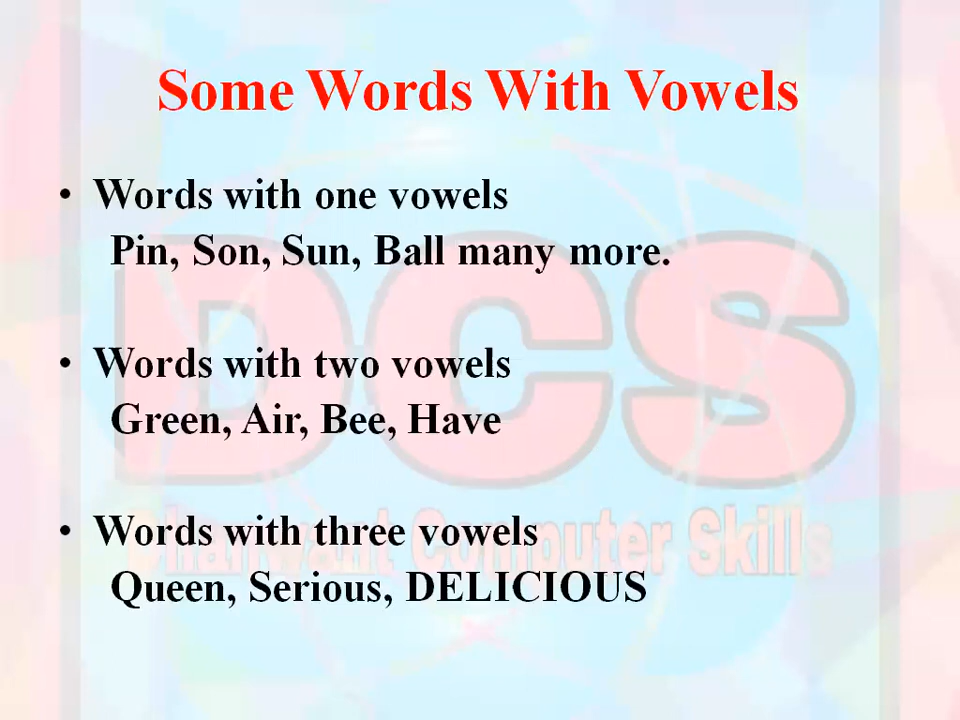 Some Words With Vowels
• Words with one vowels
Pin, Son, Sun, Ball many more.
• Words with two vowels
Green, Air, Bee, Have
• Words with three vowels
Queen, Serious, DELICIOUS
DCS
Computer Skills